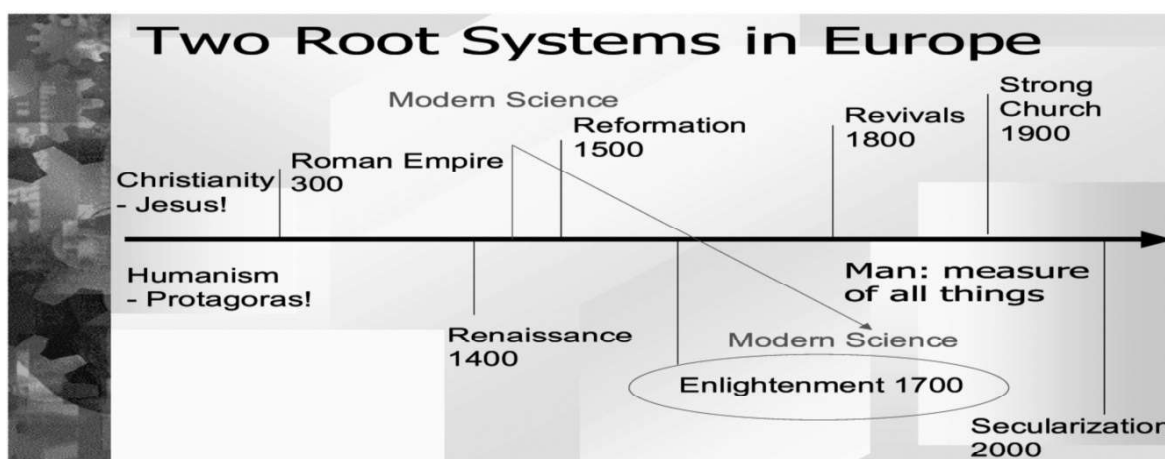 Two Root Systems in Europe
Modern Science
Strong
Church
1900
Revivals
1800
Reformation
1500
Roman Empire
300
Christianity
- Jesus!
Humanism
- Protagoras!
Man: measure
of all things
Renaissance
1400
Modern Science
Enlightenment 1700
Secularization
2000